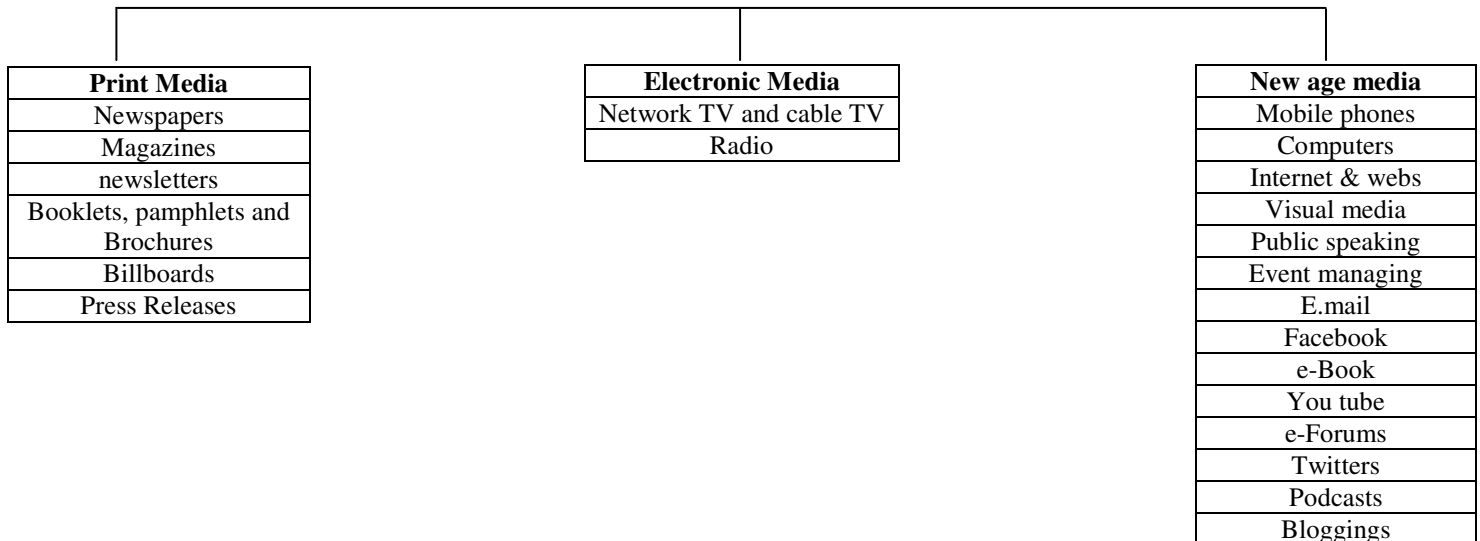 Print Media
Newspapers
Magazines
newsletters
Booklets, pamphlets and
Brochures
Billboards
Press Releases
Electronic Media
Network TV and cable TV
Radio
New age media
Mobile phones
Computers
Internet & webs
Visual media
Public speaking
Event managing
E.mail
Facebook
e-Book
You tube
e-Forums
Twitters
Podcasts
Bloggings